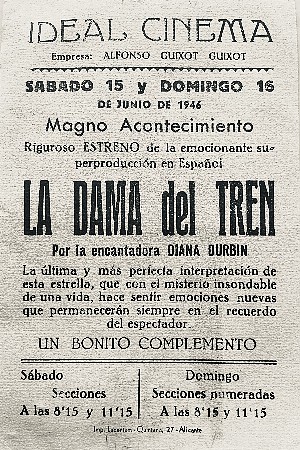 IDEAL CINEMA
Empresa: ALFONSO GUIXOT GUIXOT
SABADO 15 y DOMINGO 16
DE JUNIO DE 1946
Magno Acontecimiento
Riguroso ESTRENO de la emocionante su-
perproducción en Español
LA DAMA del TREN
Por la encantadora DIANA DURBIN
La última y más perfecta interpretación de
esta estrella, que con el misterio insondable
de una vida, hace sentir emociones nuevas
que permanecerán siempre en el recuerdo
del espectador.
UN BONITO COMPLEMENTO
Sábado
Secciones
A las 8'15 y 11'15
Domingo
Secciones numeradas
A las 8'15 y 11'15
Imp. Quintana, 27 - Alicante